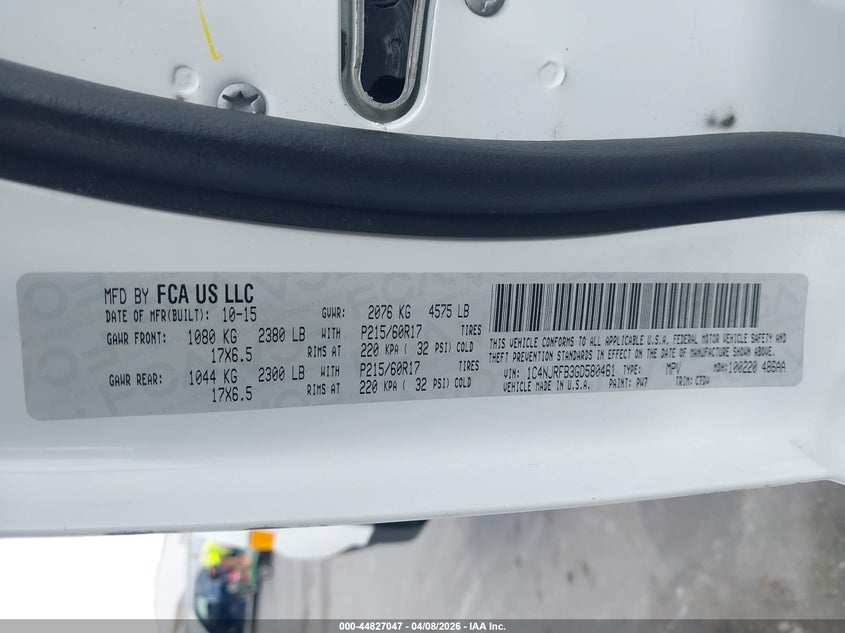 MFD BY FCA US LLC
DATE OF MFR(BUILT): 10-15 GVWR: 2076 KG 4575 LB
GAWR FRONT: 1080 KG 2380 LB WITH P215/60R17 TIRES
17X6.5 RIMS AT 220 KPA ( 32 PSI) COLD
GAWR REAR: 1044 KG 2300 LB WITH P215/60R17 TIRES
17X6.5 RIMS AT 220 KPA ( 32 PSI) COLD
THIS VEHICLE CONFORMS TO ALL APPLICABLE U.S.A. FEDERAL MOTOR VEHICLE SAFETY AND
THEFT PREVENTION STANDARDS IN EFFECT ON THE DATE OF MANUFACTURE SHOWN ABOVE.
VIN: 1C4NJRFB3GD580461 TYPE: MPV MDH: 100220 486AA
VEHICLE MADE IN U.S.A. PAINT: PW7 TRIM: C7DV
000-44827047 - 04/08/2026 - IAA Inc.